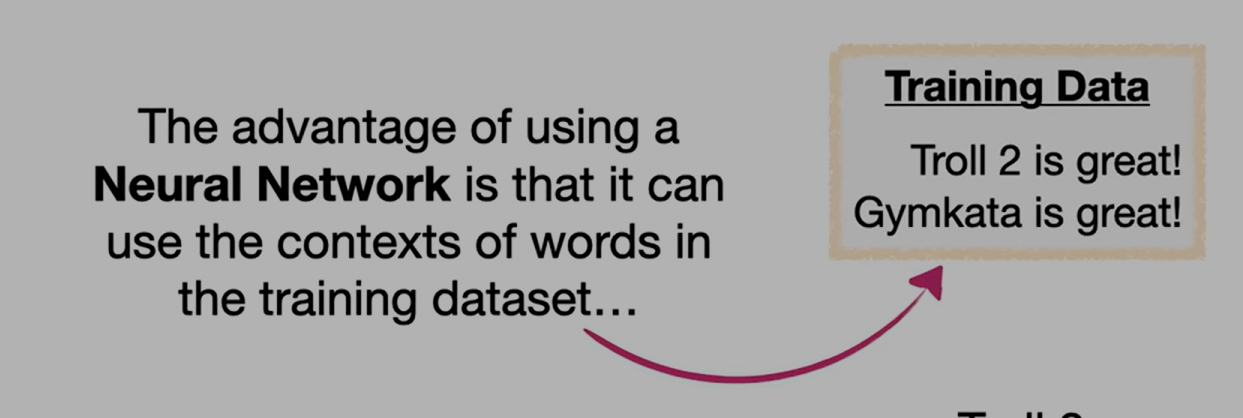 The advantage of using a
Neural Network is that it can
use the contexts of words in
the training dataset…
Training Data
Troll 2 is great!
Gymkata is great!